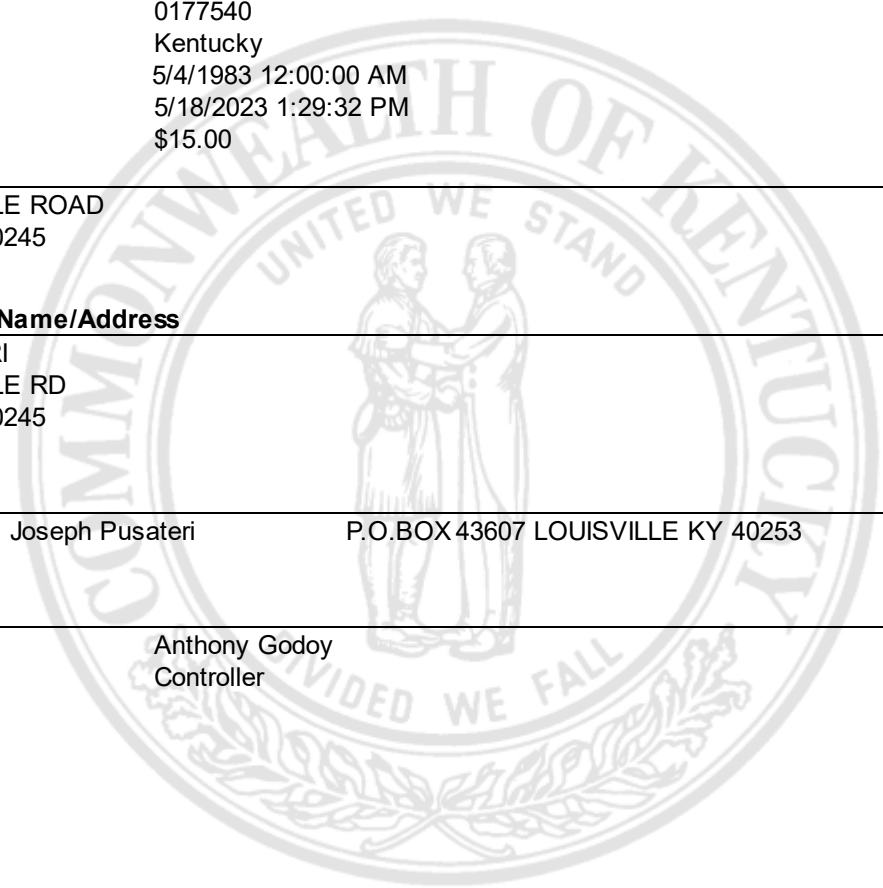 0177540
Kentucky
5/4/1983 12:00:00 AM
5/18/2023 1:29:32 PM
$15.00
LE ROAD
0245
Name/Address
RI
LE RD
0245
Joseph Pusateri P.O.BOX 43607 LOUISVILLE KY 40253
Anthony Godoy
Controller
COMMONWEALTH OF KENTUCKY
UNITED WE STAND
DIVIDED WE FALL